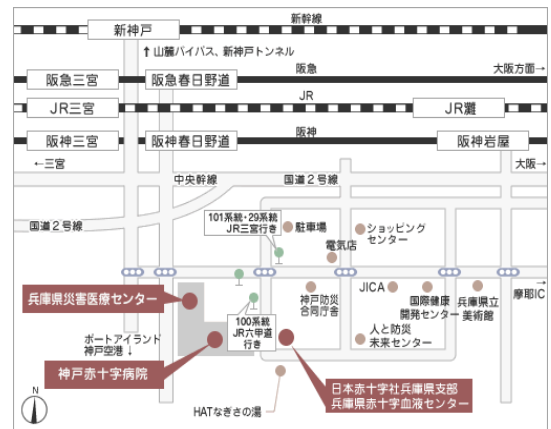 新幹線
新神戸
↑山麓バイパス、新神戸トンネル
阪急三宮
阪急春日野道
阪急
大阪方面→
JR三宮
JR
JR灘
阪神三宮
阪神春日野道
阪神
阪神岩屋
←三宮
大阪→
中央幹線
国道2号線
国道2号線
101系統・29系統
JR三宮行き
駐車場
電気店
ショッピング
センター
兵庫県災害医療センター
神戸防災
合同庁舎
JICA
国際健康
開発センター
兵庫県立
美術館
摩耶IC
→
100系統
JR六甲道
行き
人と防災
未来センター
ポートアイランド
神戸空港↓
神戸赤十字病院
日本赤十字社兵庫県支部
兵庫県赤十字血液センター
HATなぎさの湯
N